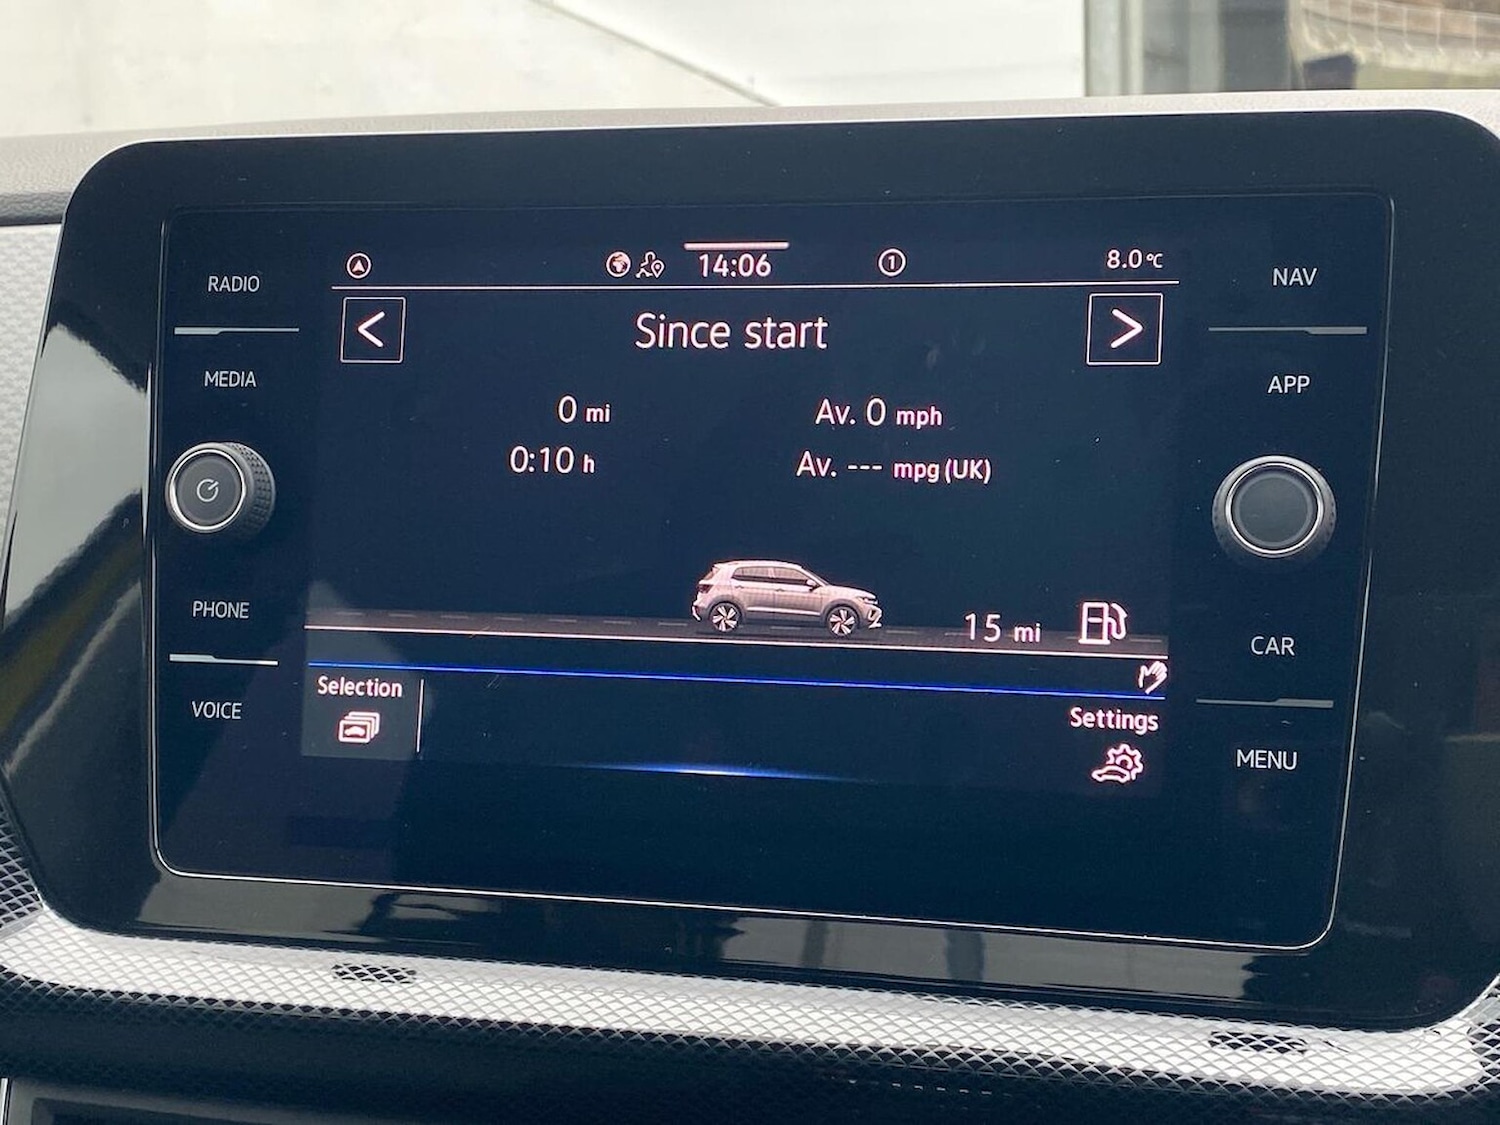 RADIO
MEDIA
PHONE
VOICE
14:06
1
8.0°C
<
Since start
>
0 mi
Av. 0 mph
0:10 h
Av. --- mpg (UK)
15 mi
Selection
Settings
NAV
APP
CAR
MENU